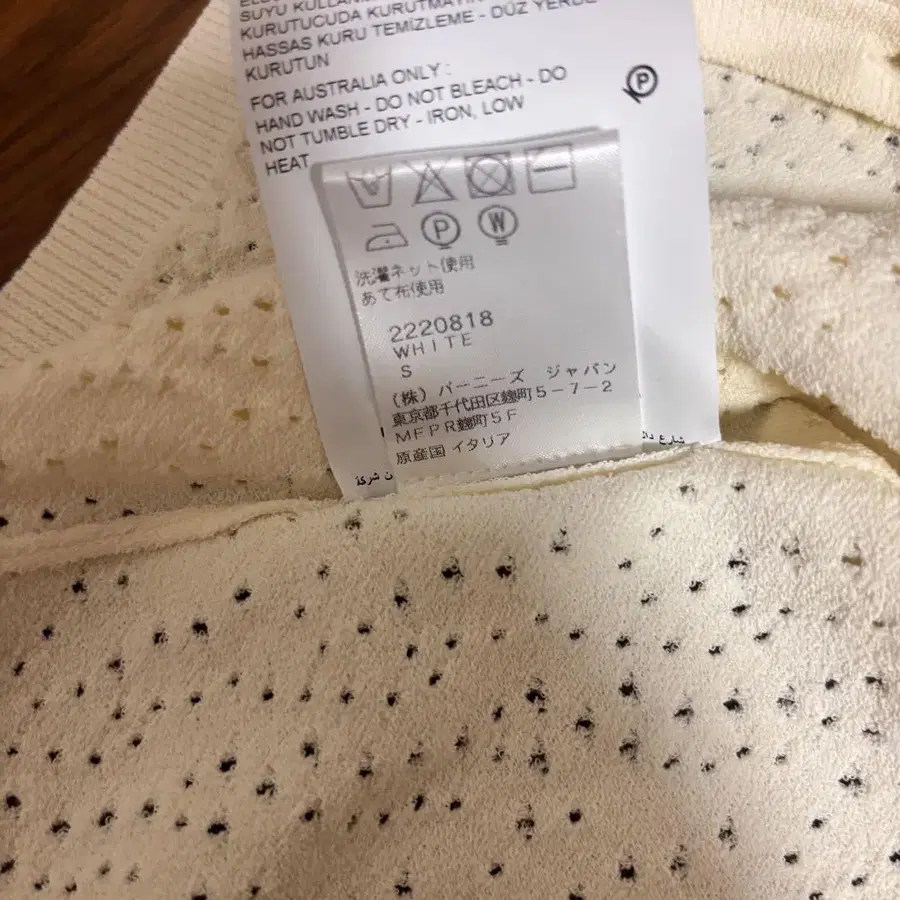 SUYU KULLANM
KURUTUCUDA KURUTMAYIN
HASSAS KURU TEMİZLEME - DÜZ YERDE
KURUTUN
FOR AUSTRALIA ONLY :
HAND WASH - DO NOT BLEACH - DO
NOT TUMBLE DRY - IRON, LOW
HEAT
P
P W
洗濯ネット使用
あて布使用
2220818
WHITE
S
(株) バーニーズ ジャパン
東京都千代田区麹町5-7-2
MFPR麹町5F
原産国 イタリア